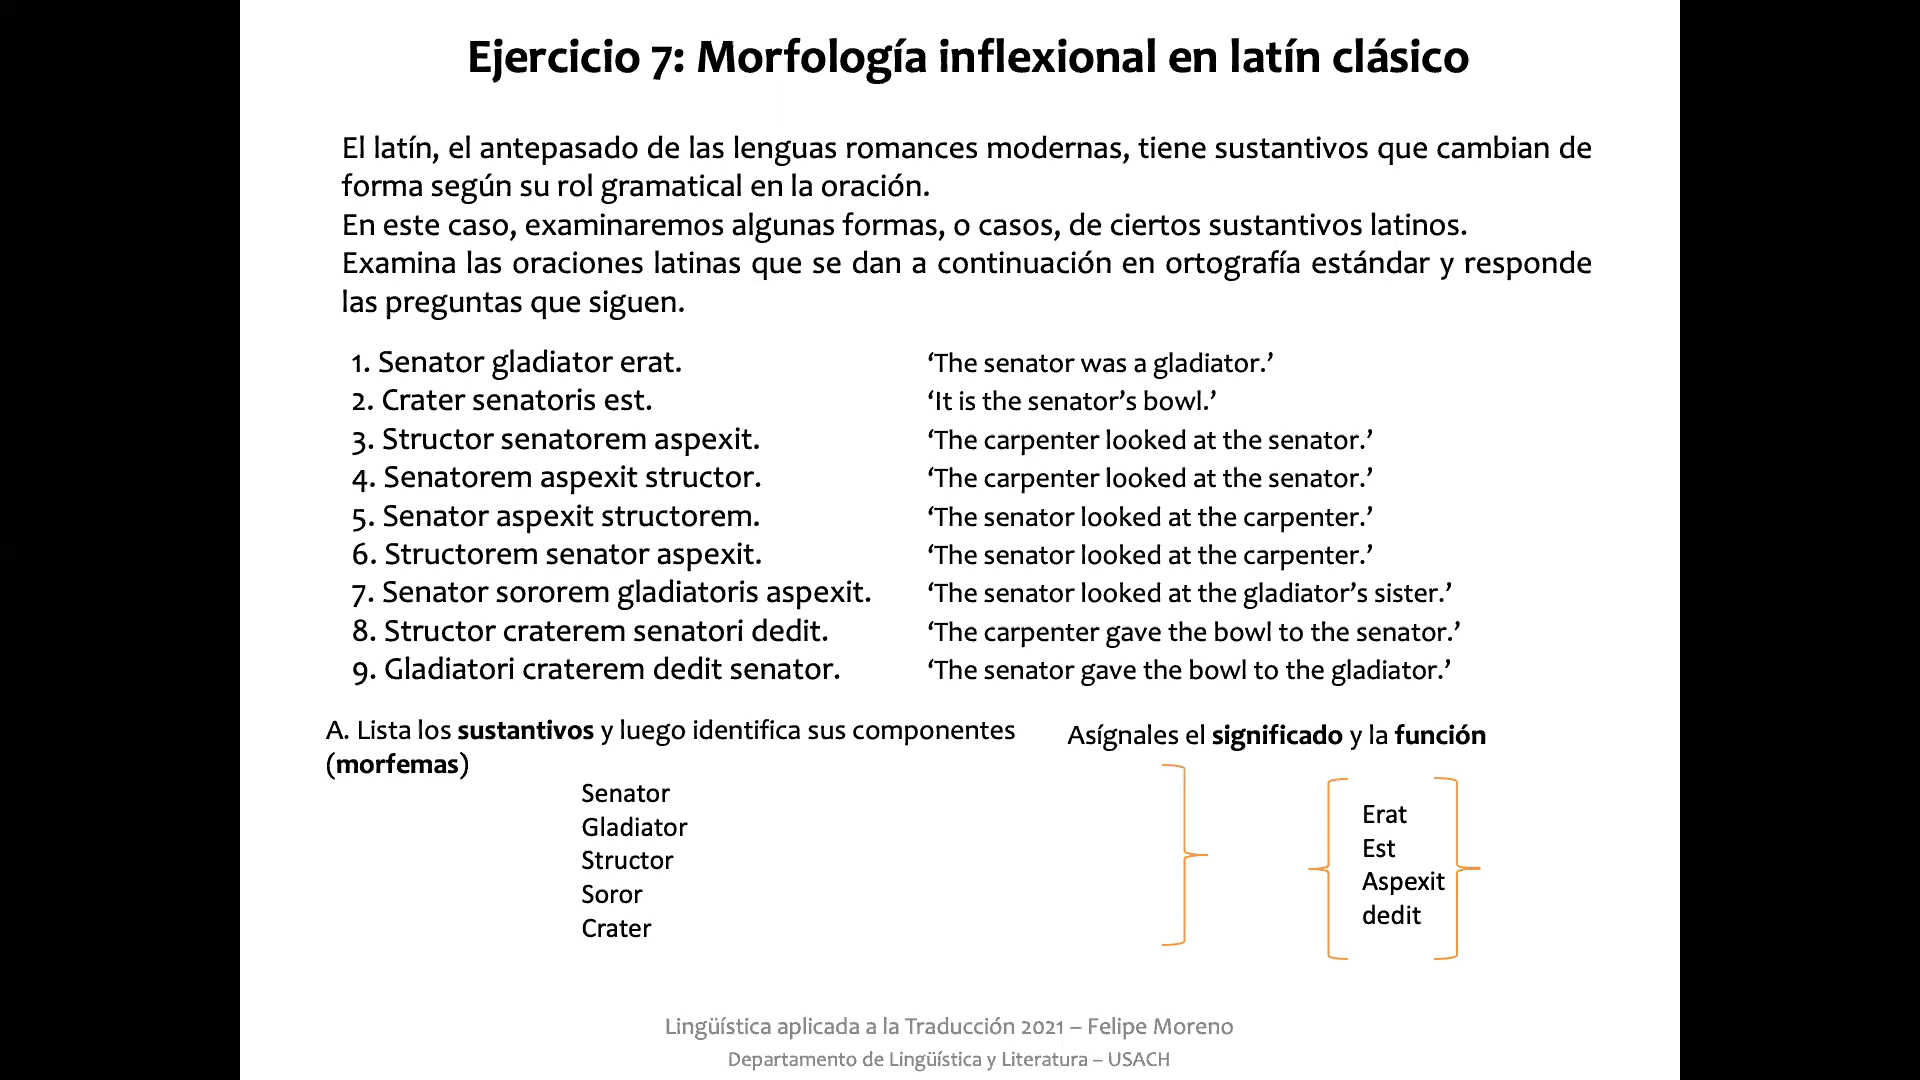 Ejercicio 7: Morfología inflexional en latín clásico
El latín, el antepasado de las lenguas romances modernas, tiene sustantivos que cambian de
forma según su rol gramatical en la oración.
En este caso, examinaremos algunas formas, o casos, de ciertos sustantivos latinos.
Examina las oraciones latinas que se dan a continuación en ortografía estándar y responde
las preguntas que siguen.
1. Senator gladiator erat. ‘The senator was a gladiator.’
2. Crater senatoris est. ‘It is the senator’s bowl.’
3. Structor senatorem aspexit. ‘The carpenter looked at the senator.’
4. Senatorem aspexit structor. ‘The carpenter looked at the senator.’
5. Senator aspexit structorem. ‘The senator looked at the carpenter.’
6. Structorem senator aspexit. ‘The senator looked at the carpenter.’
7. Senator sororem gladiatoris aspexit. ‘The senator looked at the gladiator’s sister.’
8. Structor craterem senatori dedit. ‘The carpenter gave the bowl to the senator.’
9. Gladiatori craterem dedit senator. ‘The senator gave the bowl to the gladiator.’
A. Lista los sustantivos y luego identifica sus componentes
(morfemas)
Senator
Gladiator
Structor
Soror
Crater
Asígnales el significado y la función
Erat
Est
Aspexit
dedit
Lingüística aplicada a la Traducción 2021 – Felipe Moreno
Departamento de Lingüística y Literatura – USACH